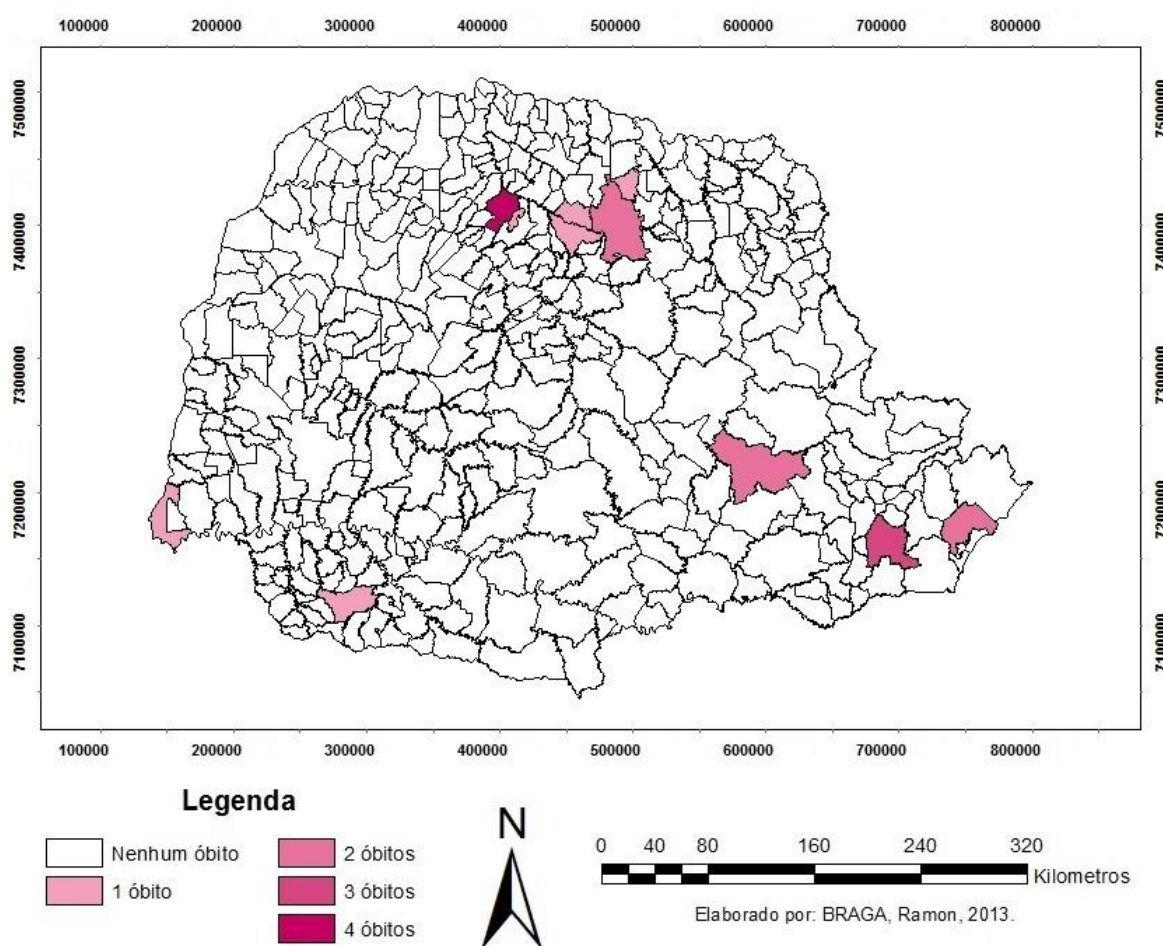 100000 200000 300000 400000 500000 600000 700000 800000
7500000 7500000
7400000 7400000
7300000 7300000
7200000 7200000
7100000 7100000
100000 200000 300000 400000 500000 600000 700000 800000
Legenda
Nenhum óbito
1 óbito
2 óbitos
3 óbitos
4 óbitos
N
0 40 80 160 240 320
Kilometros
Elaborado por: BRAGA, Ramon, 2013.